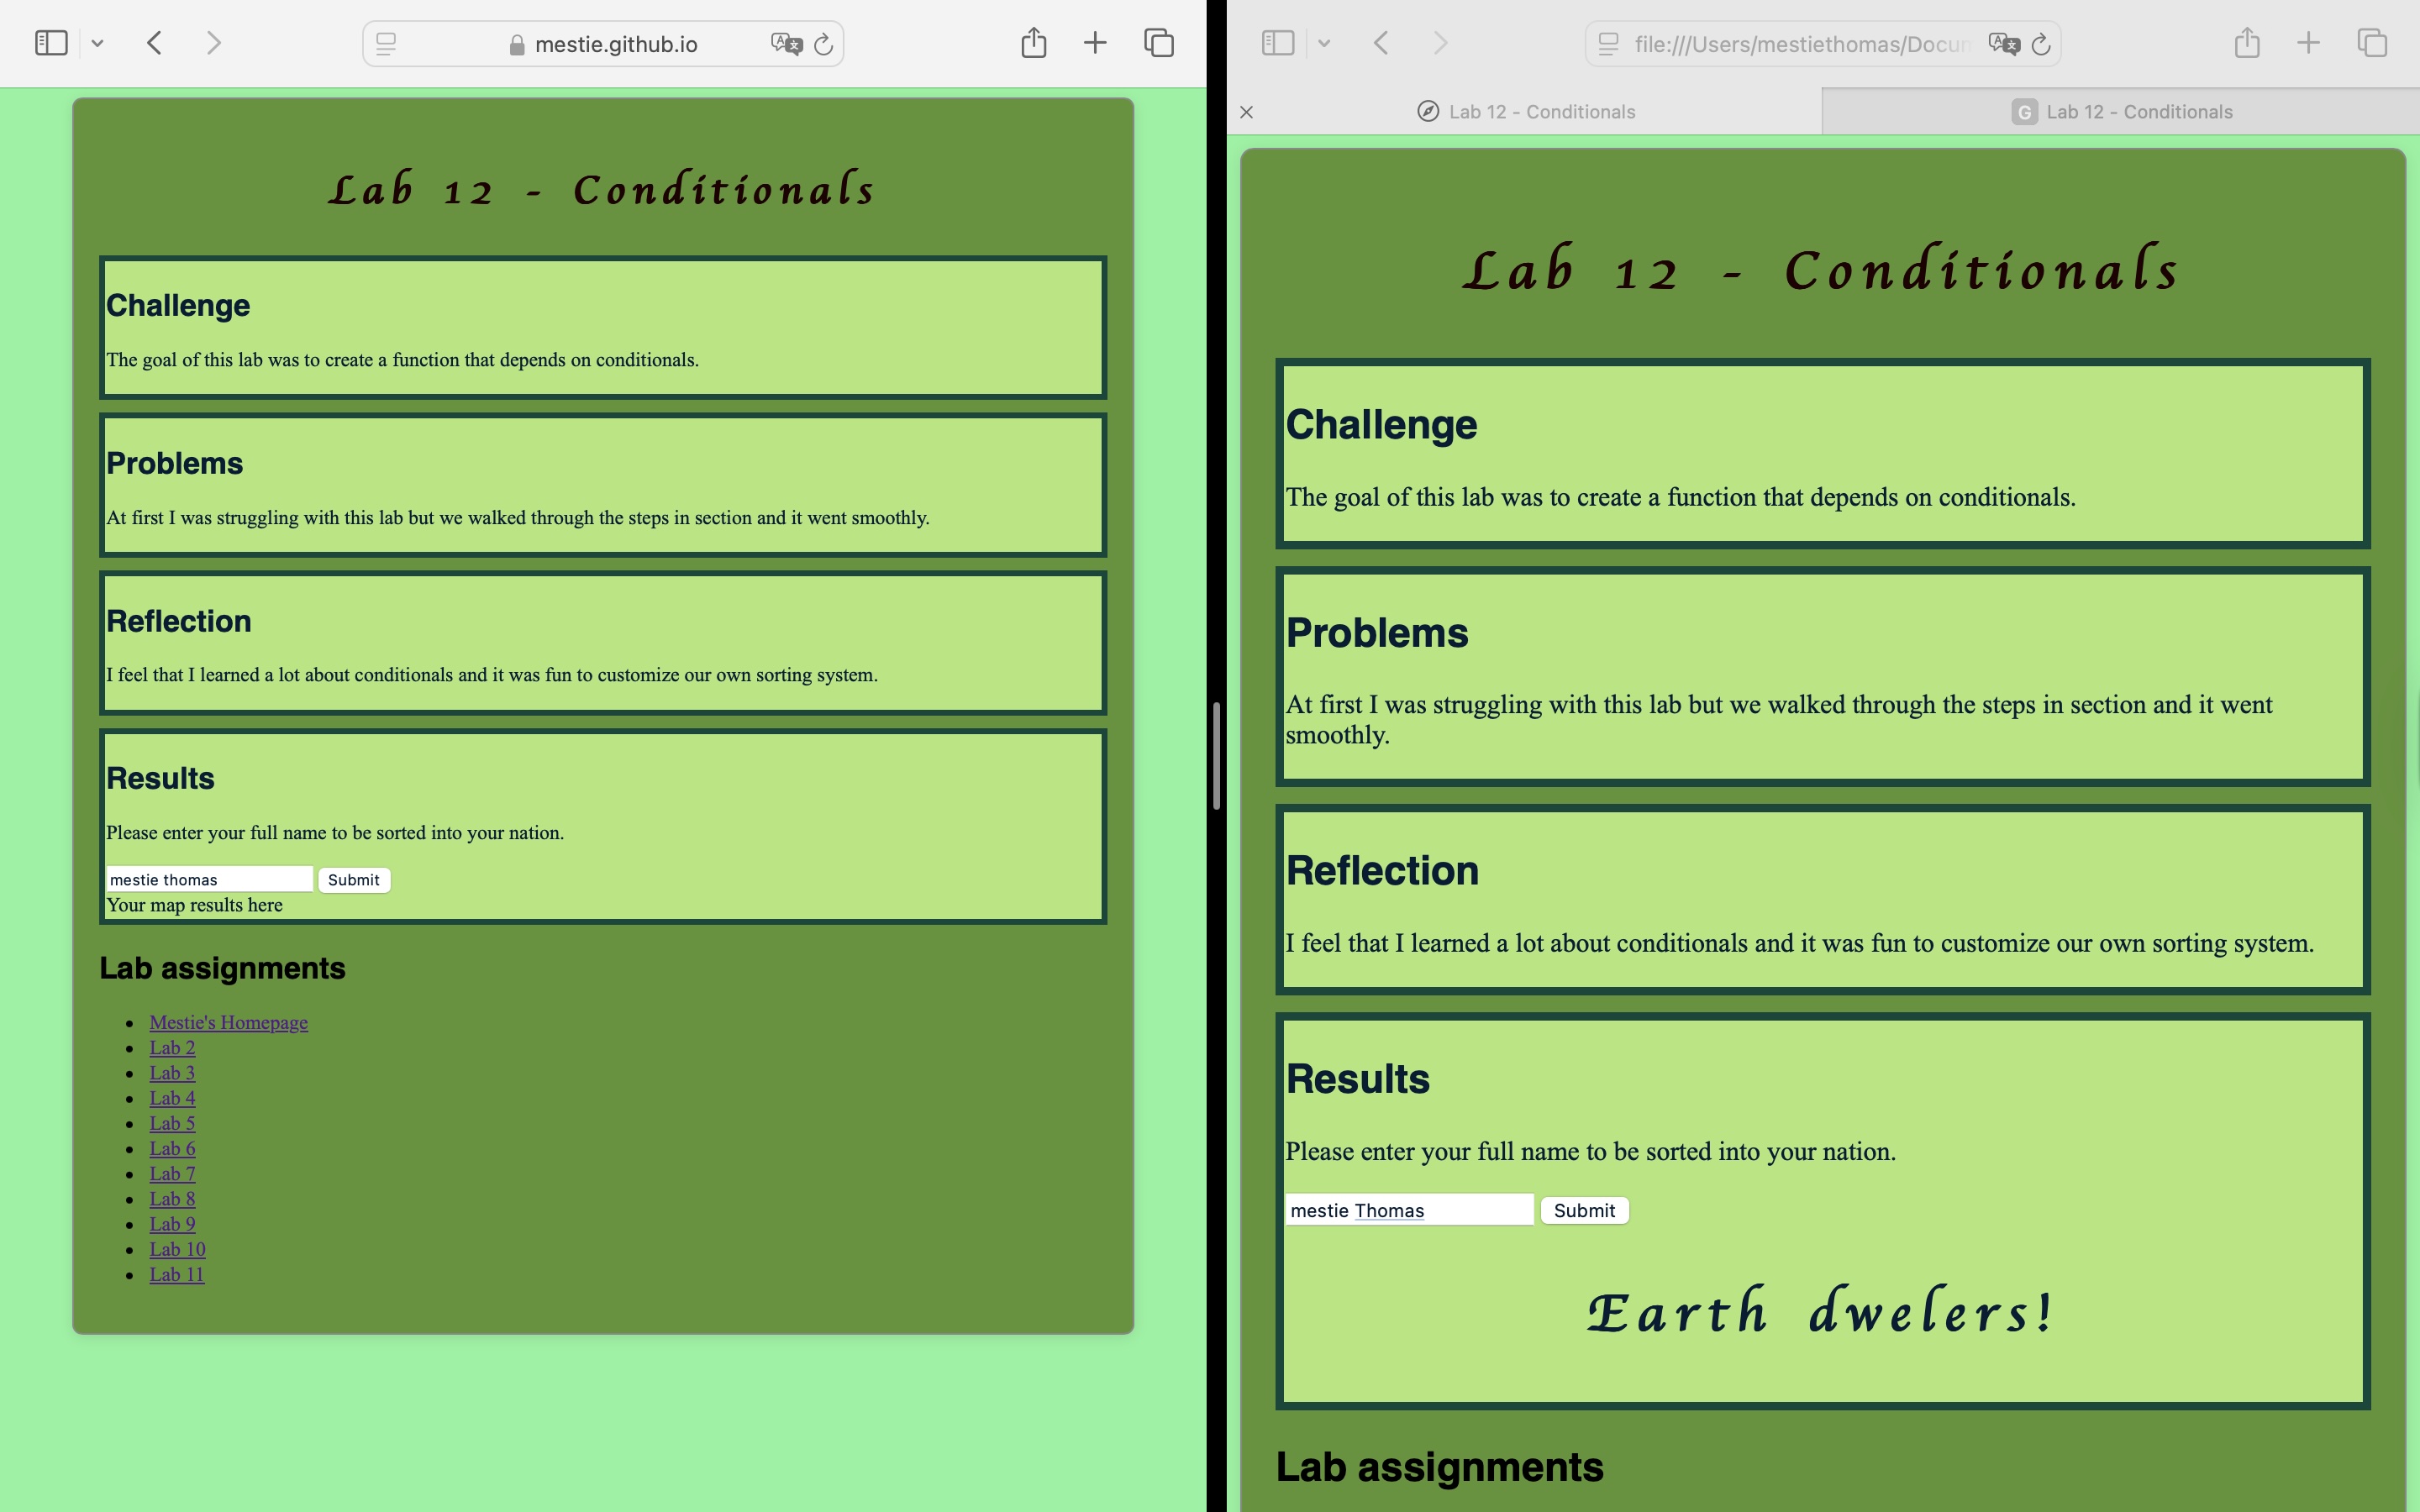 mestie.github.io
Lab 12 - Conditionals
Challenge
The goal of this lab was to create a function that depends on conditionals.
Problems
At first I was struggling with this lab but we walked through the steps in section and it went smoothly.
Reflection
I feel that I learned a lot about conditionals and it was fun to customize our own sorting system.
Results
Please enter your full name to be sorted into your nation.
mestie thomas Submit
Your map results here
Lab assignments
Mestie's Homepage
Lab 2
Lab 3
Lab 4
Lab 5
Lab 6
Lab 7
Lab 8
Lab 9
Lab 10
Lab 11
file:///Users/mestiethomas/Docun
Lab 12 - Conditionals
G Lab 12 - Conditionals
Lab 12 - Conditionals
Challenge
The goal of this lab was to create a function that depends on conditionals.
Problems
At first I was struggling with this lab but we walked through the steps in section and it went
smoothly.
Reflection
I feel that I learned a lot about conditionals and it was fun to customize our own sorting system.
Results
Please enter your full name to be sorted into your nation.
mestie Thomas Submit
Earth dwelers!
Lab assignments